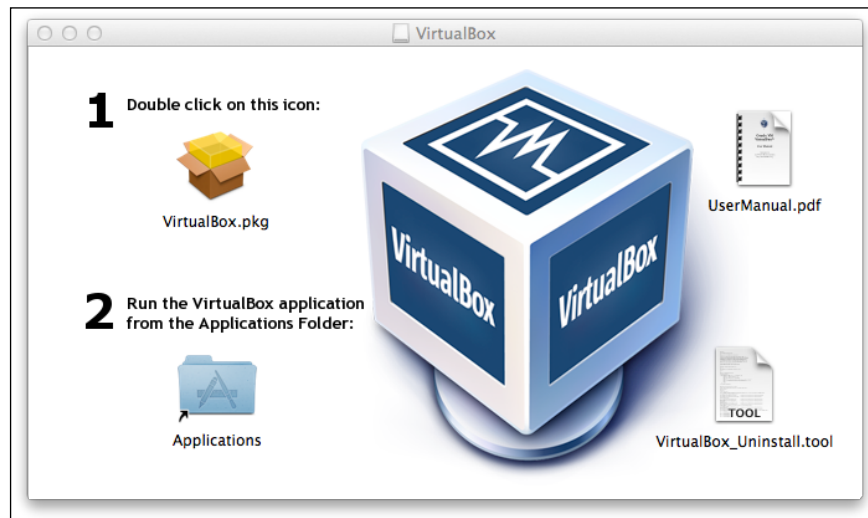 VirtualBox
1 Double click on this icon:
VirtualBox.pkg
2 Run the VirtualBox application
from the Applications Folder:
Applications
VirtualBox
VirtualBox
UserManual.pdf
TOOL
VirtualBox_Uninstall.tool